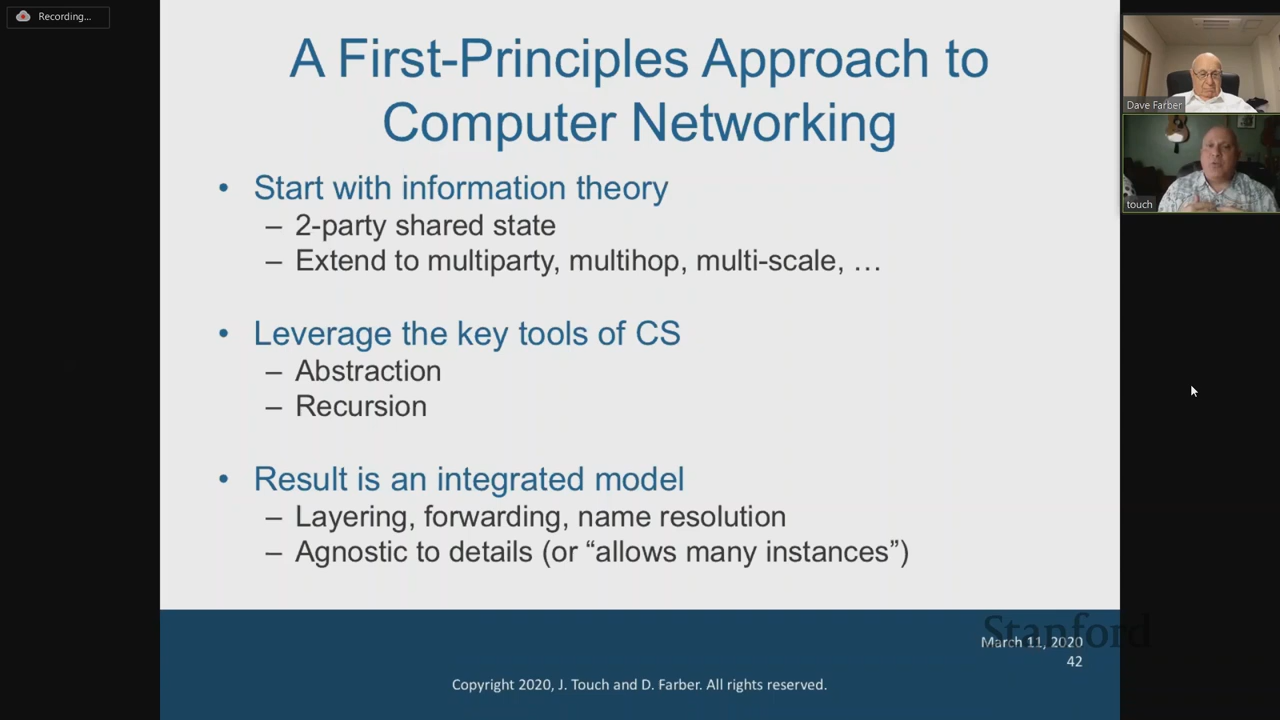 Recording...
A First-Principles Approach to
Computer Networking
• Start with information theory
– 2-party shared state
– Extend to multiparty, multihop, multi-scale, …
• Leverage the key tools of CS
– Abstraction
– Recursion
• Result is an integrated model
– Layering, forwarding, name resolution
– Agnostic to details (or “allows many instances”)
Stanford
March 11, 2020
42
Copyright 2020, J. Touch and D. Farber. All rights reserved.
Dave Farber
touch